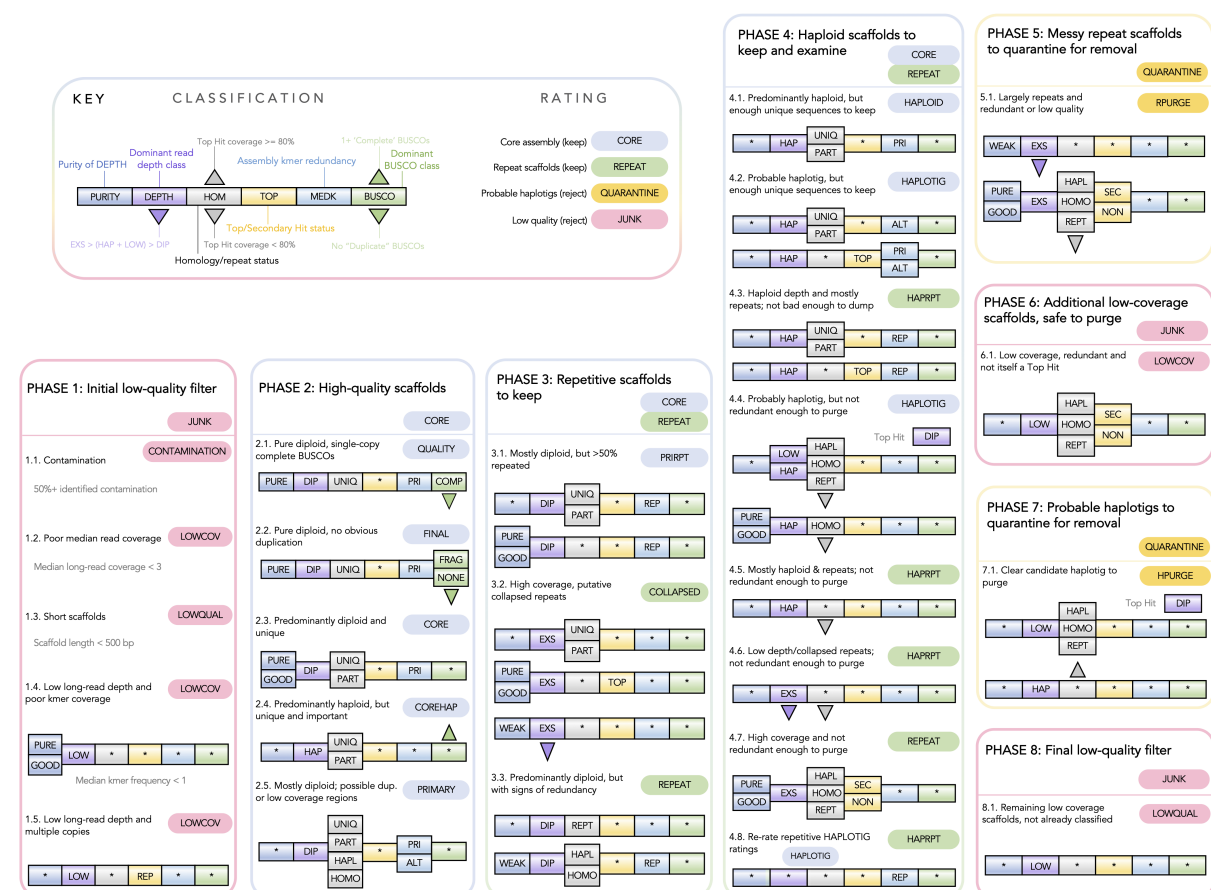 KEY
CLASSIFICATION
RATING
Top Hit coverage >= 80%
1+ 'Complete' BUSCOs
Purity of DEPTH
Dominant read
depth class
Assembly kmer redundancy
Dominant
BUSCO class
PURITY DEPTH HOM TOP MEDK BUSCO
EXS > (HAP + LOW) > DIP
Top Hit coverage < 80%
Top/Secondary Hit status
No "Duplicate" BUSCOs
Homology/repeat status
Core assembly (keep) CORE
Repeat scaffolds (keep) REPEAT
Probable haplotigs (reject) QUARANTINE
Low quality (reject) JUNK
PHASE 1: Initial low-quality filter
JUNK
CONTAMINATION
1.1. Contamination
50%+ identified contamination
1.2. Poor median read coverage LOWCOV
Median long-read coverage < 3
1.3. Short scaffolds LOWQUAL
Scaffold length < 500 bp
1.4. Low long-read depth and
poor kmer coverage
LOWCOV
PURE
GOOD
LOW * * * *
Median kmer frequency < 1
1.5. Low long-read depth and
multiple copies
LOWCOV
* LOW * REP * *
PHASE 2: High-quality scaffolds
CORE
2.1. Pure diploid, single-copy
complete BUSCOs
QUALITY
PURE DIP UNIQ * PRI COMP
2.2. Pure diploid, no obvious
duplication
FINAL
PURE DIP UNIQ * PRI
FRAG
NONE
2.3. Predominantly diploid and
unique
CORE
PURE
GOOD
DIP
UNIQ
PART
* PRI *
2.4. Predominantly haploid, but
unique and important
COREHAP
* HAP
UNIQ
PART
* * *
2.5. Mostly diploid; possible dup.
or low coverage regions
PRIMARY
* DIP
UNIQ
PART
HAPL
HOMO
*
PRI
ALT
*
PHASE 3: Repetitive scaffolds
to keep
CORE
REPEAT
3.1. Mostly diploid, but >50%
repeated
PRIRPT
* DIP
UNIQ
PART
* REP *
PURE
GOOD
DIP * * REP *
3.2. High coverage, putative
collapsed repeats
COLLAPSED
* EXS
UNIQ
PART
* * *
PURE
GOOD
EXS * TOP * *
WEAK EXS * * * *
3.3. Predominantly diploid, but
with signs of redundancy
REPEAT
* DIP REPT * * *
WEAK DIP
HAPL
HOMO
* REP *
PHASE 4: Haploid scaffolds to
keep and examine
CORE
REPEAT
4.1. Predominantly haploid, but
enough unique sequences to keep
HAPLOID
* HAP
UNIQ
PART
* PRI *
4.2. Probable haplotig, but
enough unique sequences to keep
HAPLOTIG
* HAP
UNIQ
PART
* ALT *
* HAP * TOP
PRI
ALT
*
4.3. Haploid depth and mostly
repeats; not bad enough to dump
HAPRPT
* HAP
UNIQ
PART
* REP *
* HAP * TOP REP *
4.4. Probably haplotig, but not
redundant enough to purge
HAPLOTIG
Top Hit DIP
*
LOW
HAP
HAPL
HOMO
REPT
* * *
PURE
GOOD
HAP HOMO * * *
4.5. Mostly haploid & repeats; not
redundant enough to purge
HAPRPT
* HAP * * * *
4.6. Low depth/collapsed repeats;
not redundant enough to purge
HAPRPT
* EXS * * * *
4.7. High coverage and not
redundant enough to purge
REPEAT
PURE
GOOD
EXS
HAPL
HOMO
REPT
SEC
NON
* *
4.8. Re-rate repetitive HAPLOTIG
ratings
HAPRPT
HAPLOTIG
* * * * REP *
PHASE 5: Messy repeat scaffolds
to quarantine for removal
QUARANTINE
5.1. Largely repeats and
redundant or low quality
RPURGE
WEAK EXS * * * *
PURE
GOOD
EXS
HAPL
HOMO
REPT
SEC
NON
* *
PHASE 6: Additional low-coverage
scaffolds, safe to purge
JUNK
6.1. Low coverage, redundant and
not itself a Top Hit
LOWCOV
* LOW
HAPL
HOMO
REPT
SEC
NON
* *
PHASE 7: Probable haplotigs to
quarantine for removal
QUARANTINE
7.1. Clear candidate haplotig to
purge
HPURGE
Top Hit DIP
* LOW
HAPL
HOMO
REPT
* * *
* HAP * * * *
PHASE 8: Final low-quality filter
JUNK
8.1. Remaining low coverage
scaffolds, not already classified
LOWQUAL
* LOW * * * *